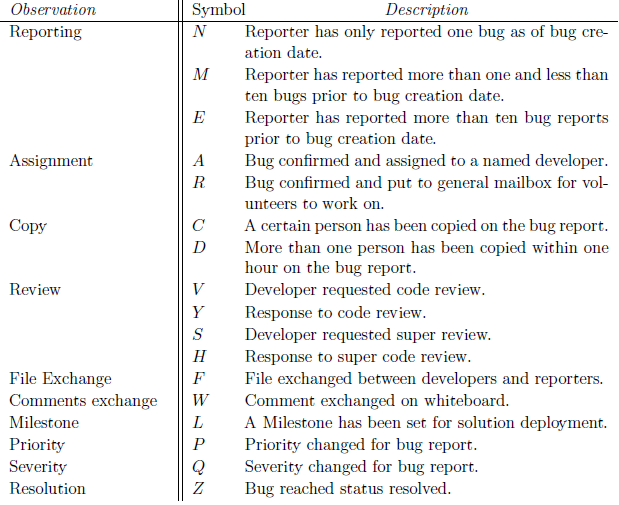 Observation Symbol Description
Reporting N Reporter has only reported one bug as of bug cre-
ation date.
M Reporter has reported more than one and less than
ten bugs prior to bug creation date.
E Reporter has reported more than ten bug reports
prior to bug creation date.
Assignment A Bug confirmed and assigned to a named developer.
R Bug confirmed and put to general mailbox for vol-
unteers to work on.
Copy C A certain person has been copied on the bug report.
D More than one person has been copied within one
hour on the bug report.
Review V Developer requested code review.
Y Response to code review.
S Developer requested super review.
H Response to super code review.
File Exchange F File exchanged between developers and reporters.
Comments exchange W Comment exchanged on whiteboard.
Milestone L A Milestone has been set for solution deployment.
Priority P Priority changed for bug report.
Severity Q Severity changed for bug report.
Resolution Z Bug reached status resolved.